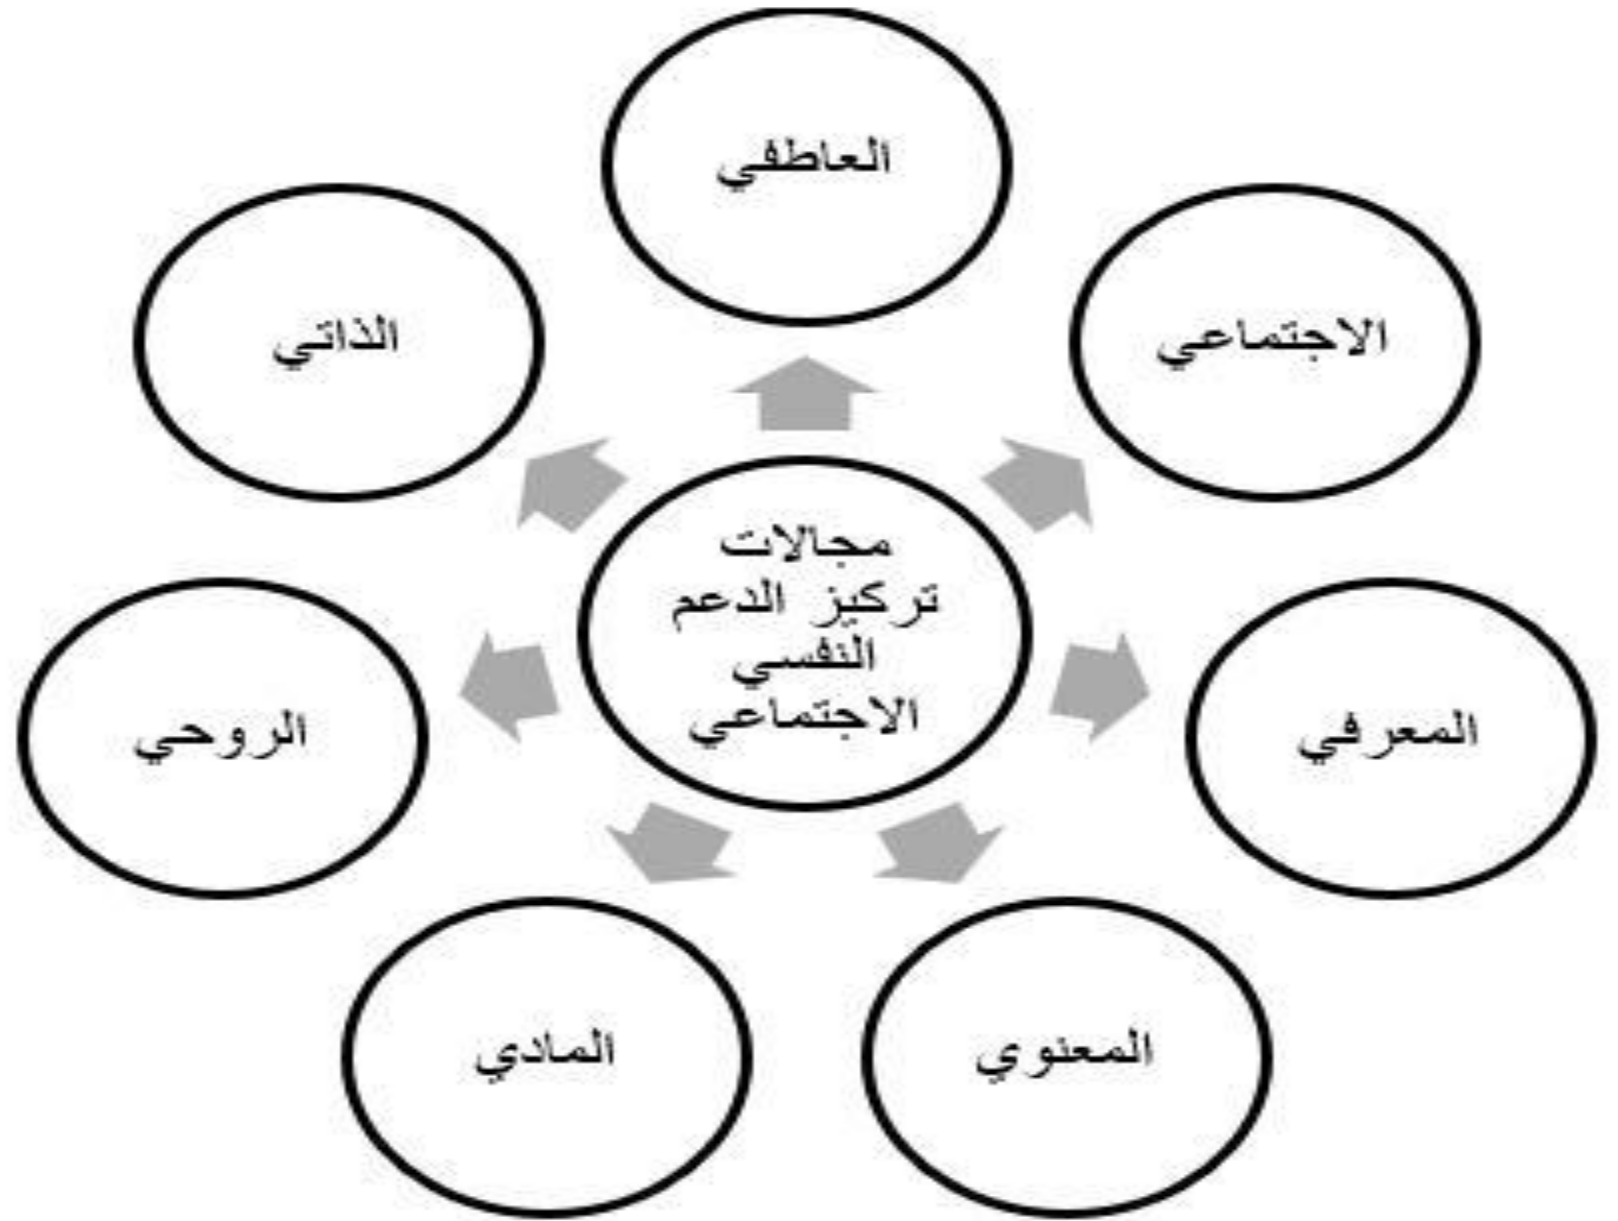 العاطفي
الاجتماعي
الذاتي
مجالات
تركيز الدعم
النفسي
الاجتماعي
المعرفي
الروحي
المعنوي
المادي